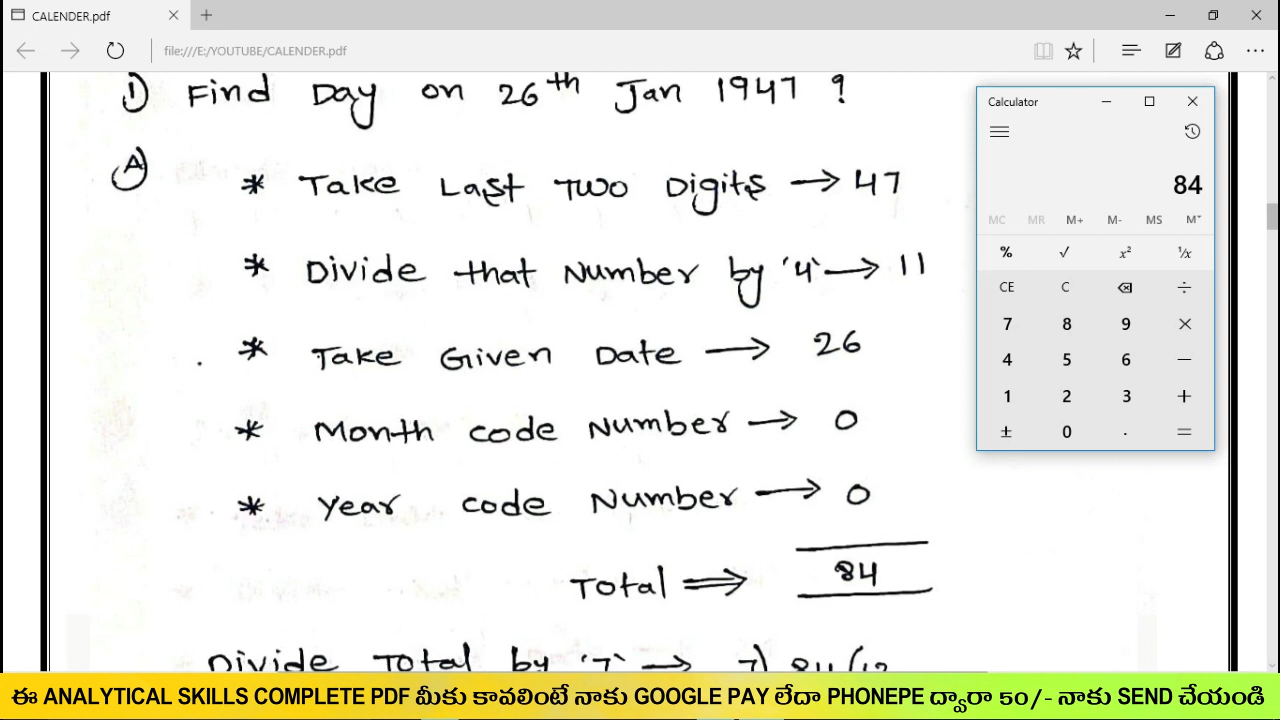 CALENDER.pdf
file:///E:/YOUTUBE/CALENDER.pdf
1) Find Day on 26th Jan 1947 ?
A)
* Take Last Two Digits → 47
* Divide that Number by '4' → 11
* Take Given Date → 26
* Month code Number → 0
* Year code Number → 0
Total ⇒ 84
Divide Total by '7' → 7) 84 (12
Calculator
84
MC MR M+ M- MS M˅
% √ x² ¹/x
CE C ⌫ ÷
7 8 9 ×
4 5 6 −
1 2 3 +
± 0 . =
ఈ ANALYTICAL SKILLS COMPLETE PDF మీకు కావలింటే నాకు GOOGLE PAY లేదా PHONEPE ద్వారా 50/- నాకు SEND చేయండి